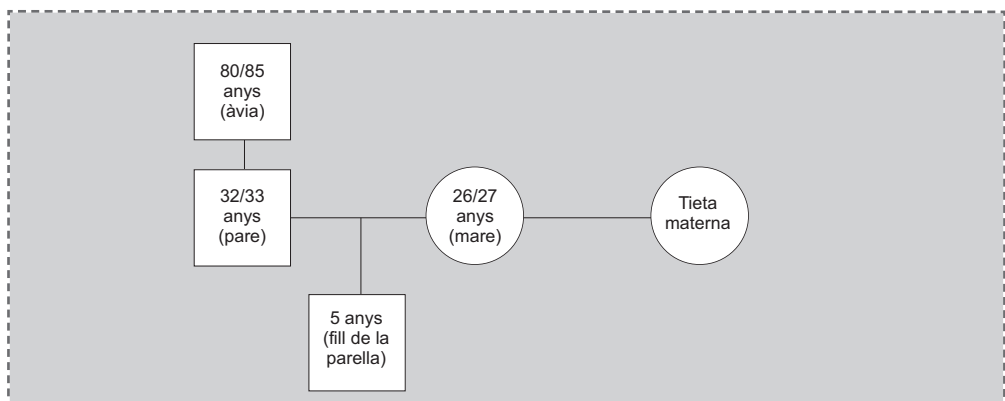 80/85
anys
(àvia)
32/33
anys
(pare)
26/27
anys
(mare)
Tieta
materna
5 anys
(fill de la
parella)